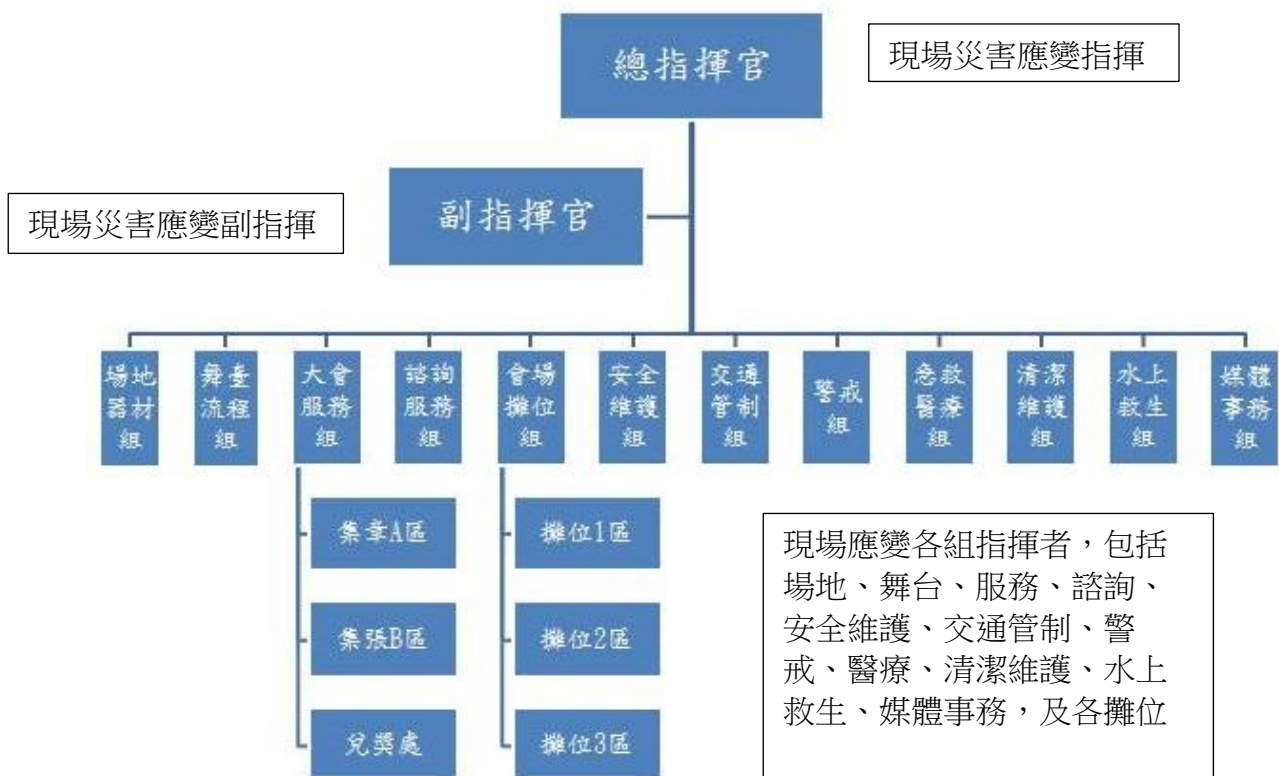 總指揮官
現場災害應變指揮
副指揮官
現場災害應變副指揮
場地
器材
組
舞臺
流程
組
大會
服務
組
諮詢
服務
組
會場
攤位
組
安全
維護
組
交通
管制
組
警戒
組
急救
醫療
組
清潔
維護
組
水上
救生
組
媒體
事務
組
集章A區
集張B區
兌獎處
攤位1區
攤位2區
攤位3區
現場應變各組指揮者，包括
場地、舞台、服務、諮詢、
安全維護、交通管制、警
戒、醫療、清潔維護、水上
救生、媒體事務，及各攤位